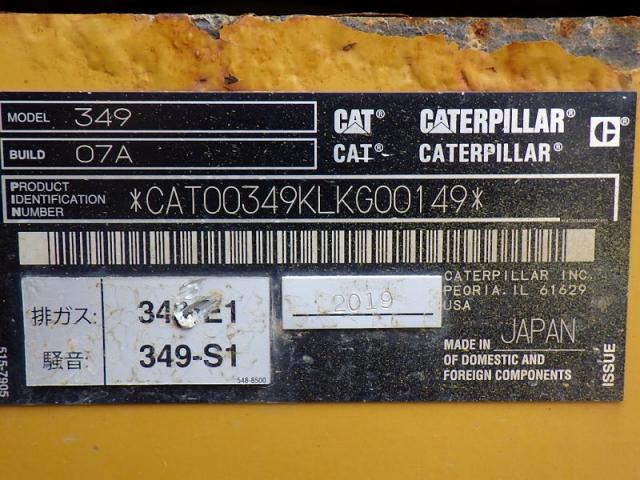 MODEL 349
BUILD 07A
CAT® CATERPILLAR®
CAT® CATERPILLAR®
PRODUCT
IDENTIFICATION
NUMBER
*CAT00349KLKG00149*
排ガス:
騒音: 349-S1
548-8500
2019
CATERPILLAR INC.
PEORIA. IL 61629
USA
MADE IN JAPAN
OF DOMESTIC AND
FOREIGN COMPONENTS
ISSUE
515-7905